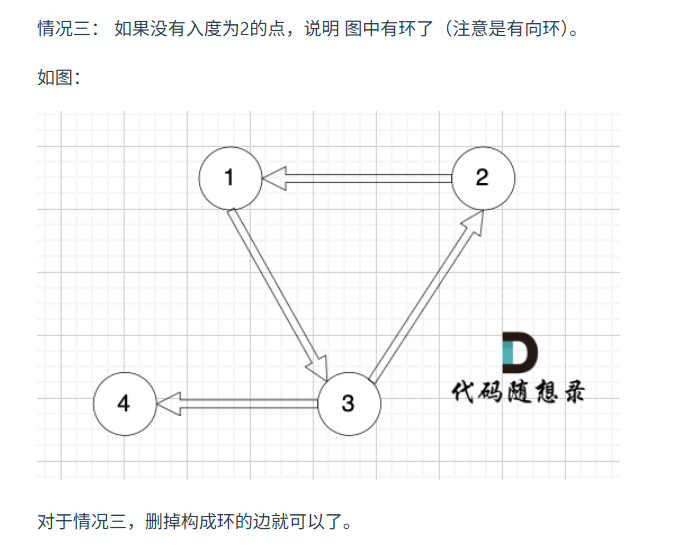 情况三： 如果没有入度为2的点，说明 图中有环了（注意是有向环）。
如图：
1
2
4
3
代码随想录
对于情况三，删掉构成环的边就可以了。